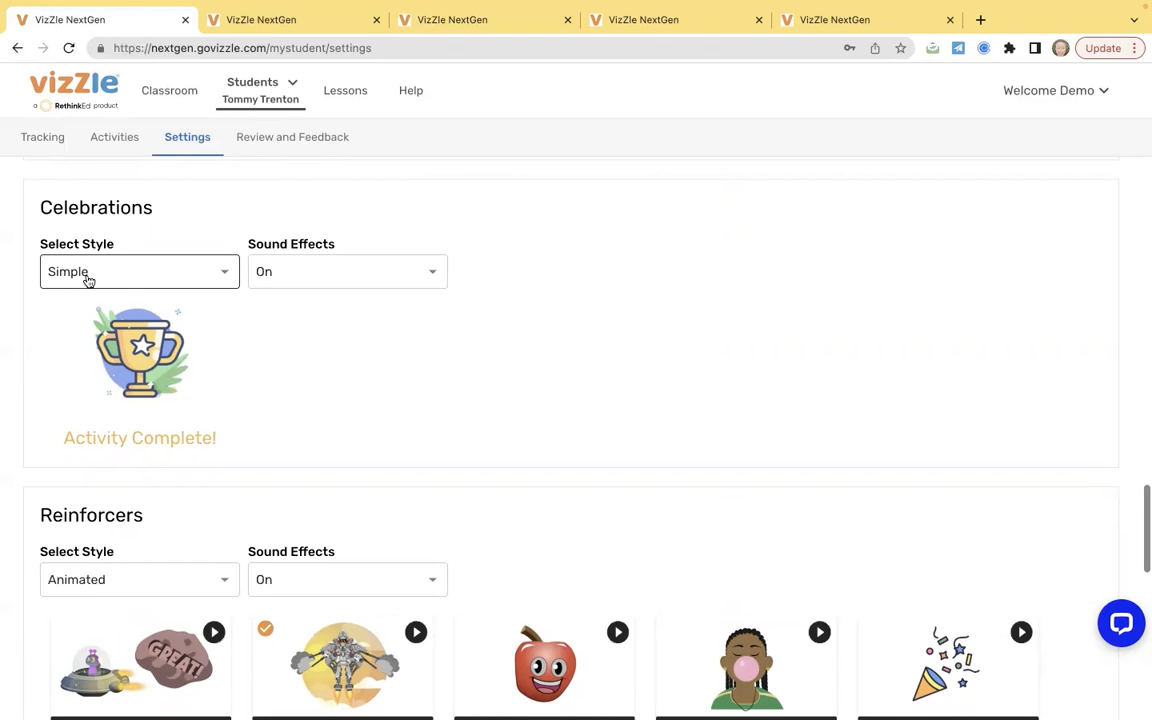 VizZle NextGen
VizZle NextGen
VizZle NextGen
VizZle NextGen
VizZle NextGen
https://nextgen.govizzle.com/mystudent/settings
Update
vizzle
a RethinkEd product
Classroom
Students
Tommy Trenton
Lessons
Help
Welcome Demo
Tracking
Activities
Settings
Review and Feedback
Celebrations
Select Style
Sound Effects
Simple
On
Activity Complete!
Reinforcers
Select Style
Sound Effects
Animated
On
GREAT!